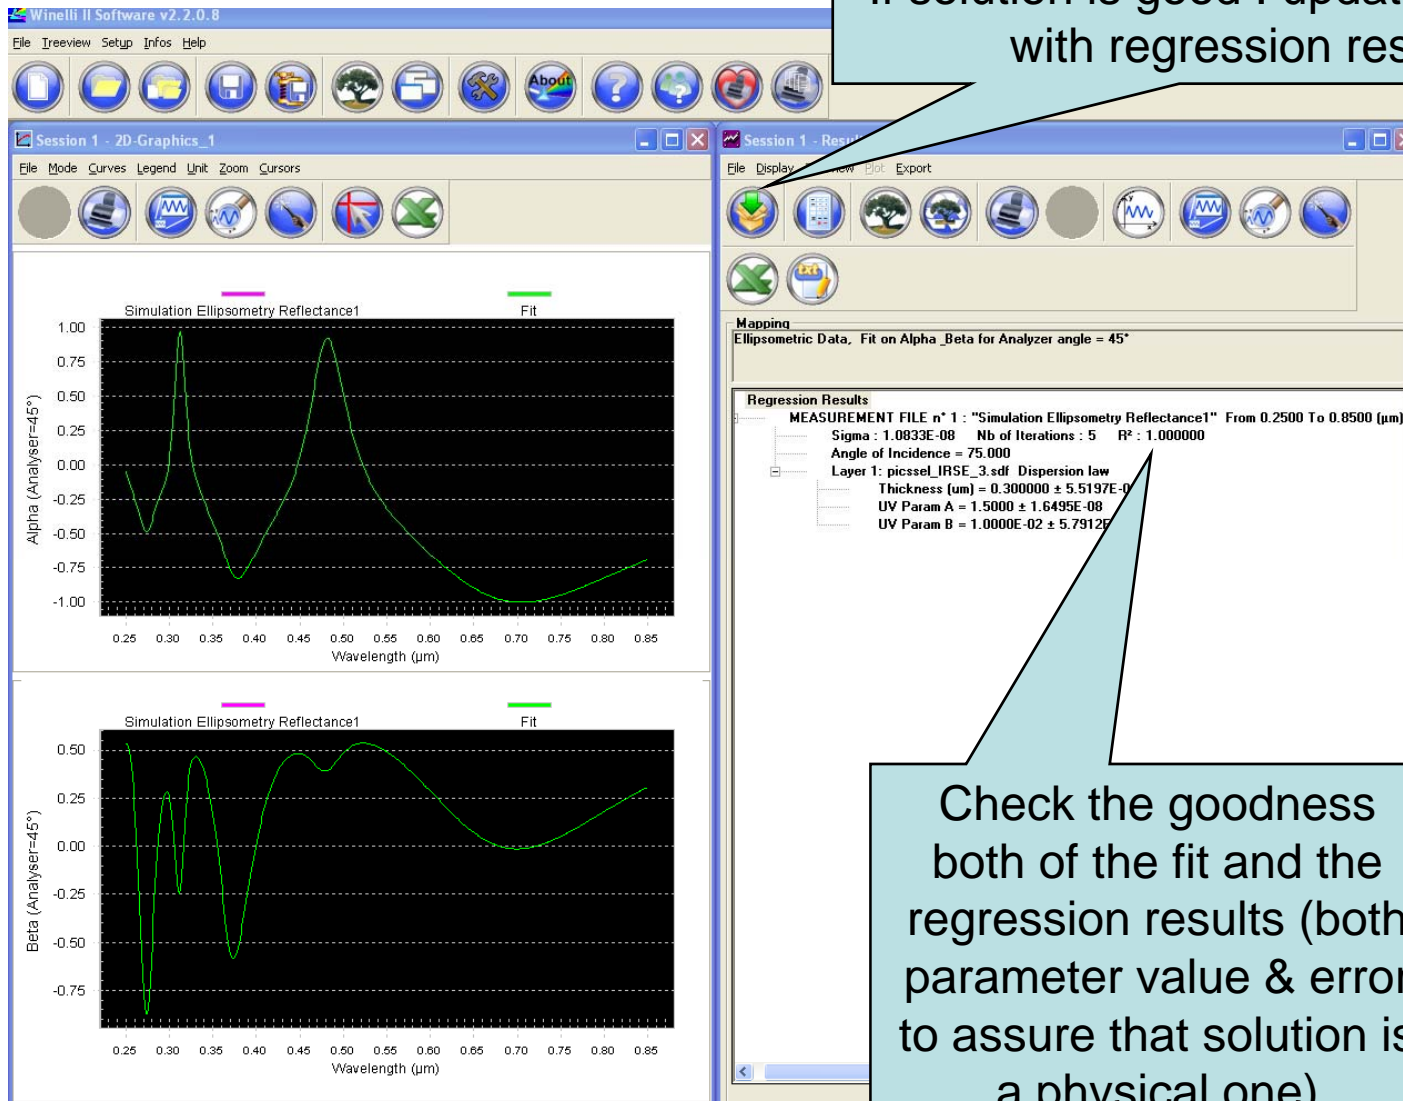 If solution is good : updat
with regression res
Winelli II Software v2.2.0.8
File Treeview Setup Infos Help
About
Session 1 - 2D-Graphics_1
File Mode Curves Legend Unit Zoom Cursors
Simulation Ellipsometry Reflectance1 Fit
Alpha (Analyser=45°)
1.00
0.75
0.50
0.25
0.00
-0.25
-0.50
-0.75
-1.00
0.25 0.30 0.35 0.40 0.45 0.50 0.55 0.60 0.65 0.70 0.75 0.80 0.85
Wavelength (µm)
Simulation Ellipsometry Reflectance1 Fit
Beta (Analyser=45°)
0.50
0.25
0.00
-0.25
-0.50
-0.75
0.25 0.30 0.35 0.40 0.45 0.50 0.55 0.60 0.65 0.70 0.75 0.80 0.85
Wavelength (µm)
Session 1 - Resu
File Display Plot Export
txt
Mapping
Ellipsometric Data, Fit on Alpha _Beta for Analyzer angle = 45°
Regression Results
MEASUREMENT FILE n° 1 : "Simulation Ellipsometry Reflectance1" From 0.2500 To 0.8500 (µm)
Sigma : 1.0833E-08 Nb of Iterations : 5 R² : 1.000000
Angle of Incidence = 75.000
Layer 1: picssel_IRSE_3.sdf Dispersion law
Thickness (um) = 0.300000 ± 5.5197E-0
UV Param A = 1.5000 ± 1.6495E-08
UV Param B = 1.0000E-02 ± 5.7912E
Check the goodness
both of the fit and the
regression results (both
parameter value & error
to assure that solution is
a physical one)